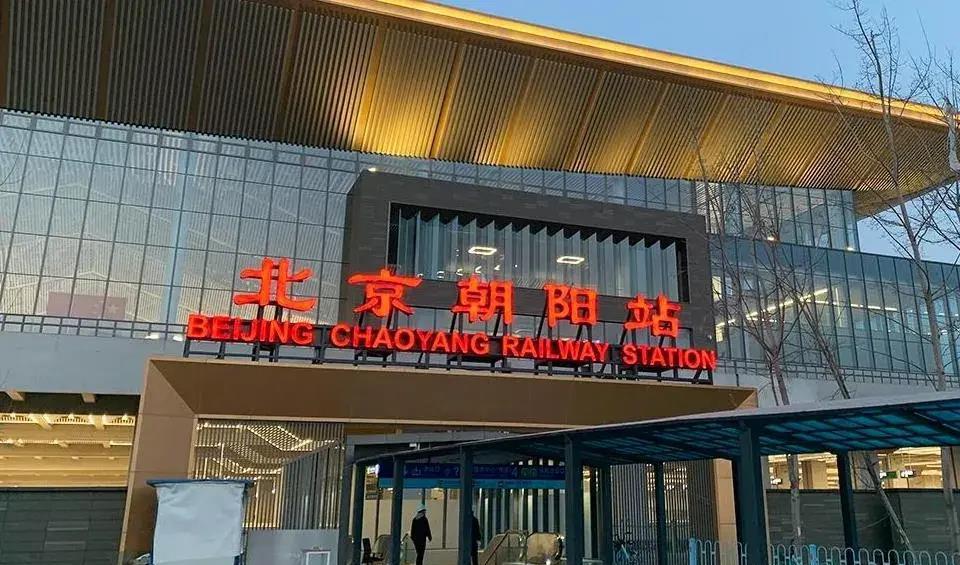 北京朝阳站
BEIJING CHAOYANG RAILWAY STATION